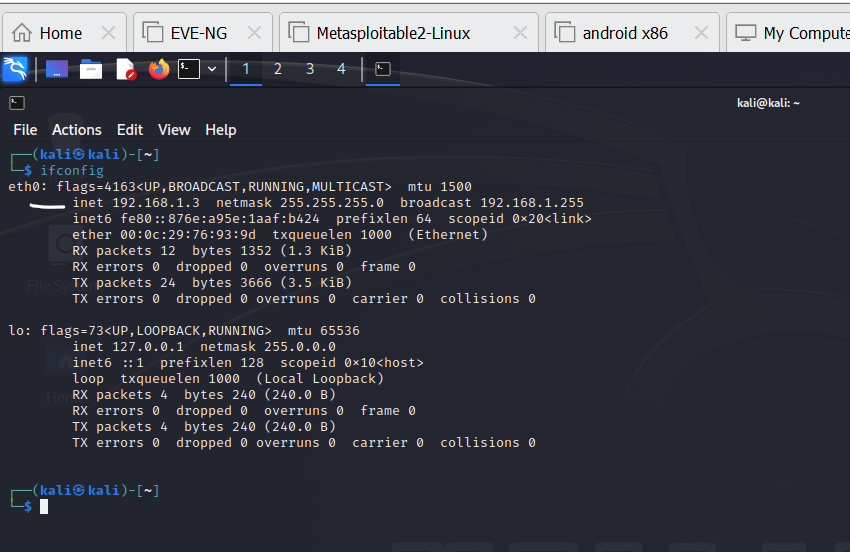 Home EVE-NG Metasploitable2-Linux android x86 My Compute
1 2 3 4
kali@kali: ~
File Actions Edit View Help
┌──(kali㉿kali)-[~]
└─$ ifconfig
eth0: flags=4163<UP,BROADCAST,RUNNING,MULTICAST>  mtu 1500
        inet 192.168.1.3  netmask 255.255.255.0  broadcast 192.168.1.255
        inet6 fe80::876e:a95e:1aaf:b424  prefixlen 64  scopeid 0×20<link>
        ether 00:0c:29:76:93:9d  txqueuelen 1000  (Ethernet)
        RX packets 12  bytes 1352 (1.3 KiB)
        RX errors 0  dropped 0  overruns 0  frame 0
        TX packets 24  bytes 3666 (3.5 KiB)
        TX errors 0  dropped 0 overruns 0  carrier 0  collisions 0
File System
lo: flags=73<UP,LOOPBACK,RUNNING>  mtu 65536
        inet 127.0.0.1  netmask 255.0.0.0
        inet6 ::1  prefixlen 128  scopeid 0×10<host>
        loop  txqueuelen 1000  (Local Loopback)
        RX packets 4  bytes 240 (240.0 B)
        RX errors 0  dropped 0  overruns 0  frame 0
        TX packets 4  bytes 240 (240.0 B)
        TX errors 0  dropped 0 overruns 0  carrier 0  collisions 0
┌──(kali㉿kali)-[~]
└─$